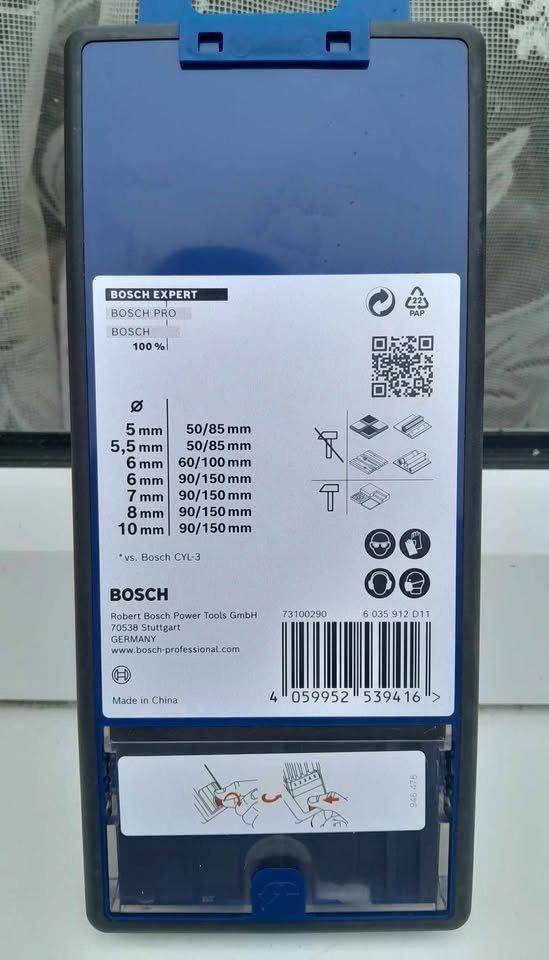 BOSCH EXPERT
BOSCH PRO
BOSCH
100 %
22
PAP
Ø
5 mm 50/85 mm
5,5 mm 50/85 mm
6 mm 60/100 mm
6 mm 90/150 mm
7 mm 90/150 mm
8 mm 90/150 mm
10 mm 90/150 mm
* vs. Bosch CYL-3
BOSCH
Robert Bosch Power Tools GmbH
70538 Stuttgart
GERMANY
www.bosch-professional.com
Made in China
73100290 6 035 912 D11
4 059952 539416 >